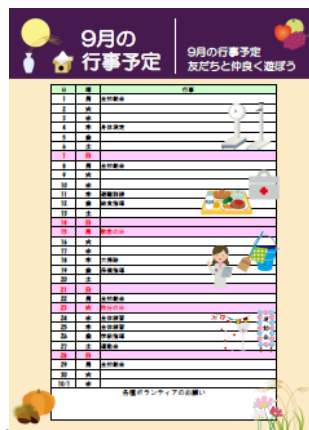 9月の
行事予定
9月の行事予定
友だちと仲良く遊ぼう
日 曜 行事
1 月 全校朝会
2 火
3 水
4 木 身体測定
5 金
6 土
7 日
8 月 全校朝会
9 火
10 水
11 木 避難訓練
12 金 給食指導
13 土
14 日
15 月 敬老の日
16 火
17 水
18 木 大掃除
19 金 保健指導
20 土
21 日
22 月 全校朝会
23 火 秋分の日
24 水 全体練習
25 木 全体練習
26 金 指導
27 土 運動会
28 日
29 月 全校朝会
30 火
10/1 水
各種ボランティアのお願い